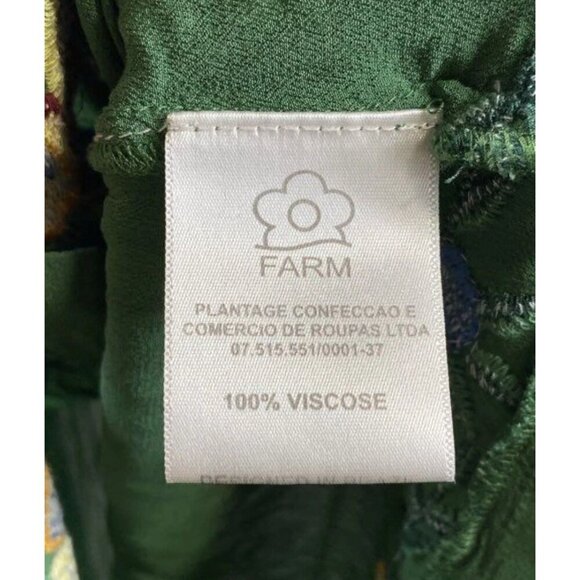 FARM
PLANTAGE CONFECCAO E
COMERCIO DE ROUPAS LTDA
07.515.551/0001-37
100% VISCOSE